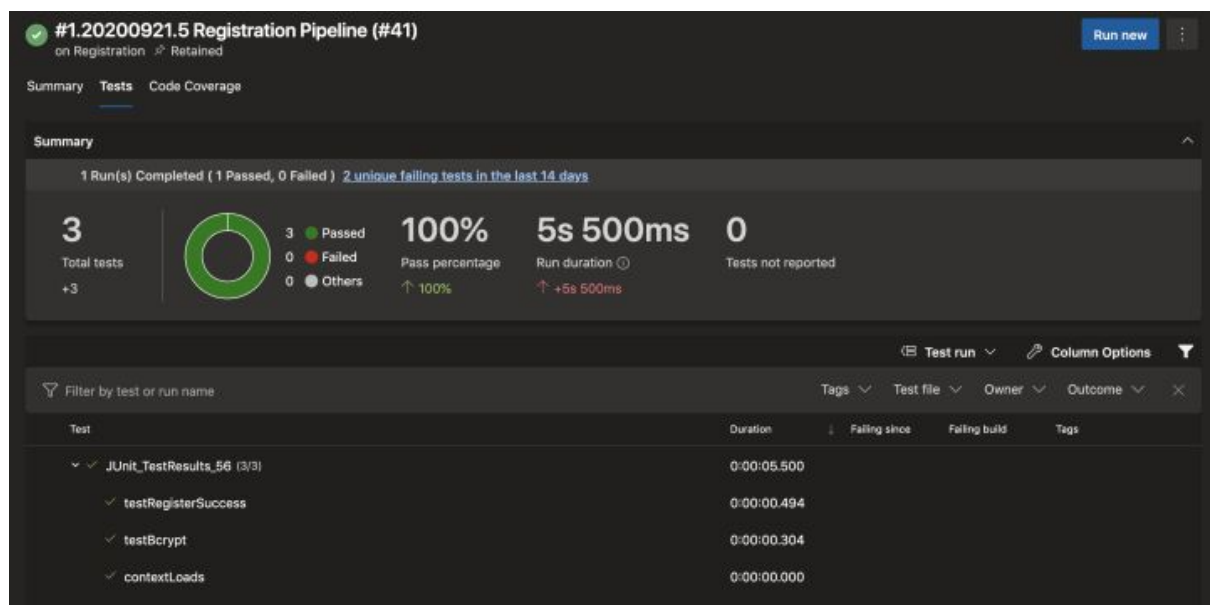 #1.20200921.5 Registration Pipeline (#41)
on Registration Retained
Run new
Summary Tests Code Coverage
Summary
1 Run(s) Completed ( 1 Passed, 0 Failed ) 2 unique failing tests in the last 14 days
3
Total tests
+3
3 Passed
0 Failed
0 Others
100%
Pass percentage
↑ 100%
5s 500ms
Run duration
↑ +5s 500ms
0
Tests not reported
Test run Column Options
Filter by test or run name Tags Test file Owner Outcome
Test Duration Failing since Failing build Tags
JUnit_TestResults_56 (3/3) 0:00:05.500
testRegisterSuccess 0:00:00.494
testBcrypt 0:00:00.304
contextLoads 0:00:00.000